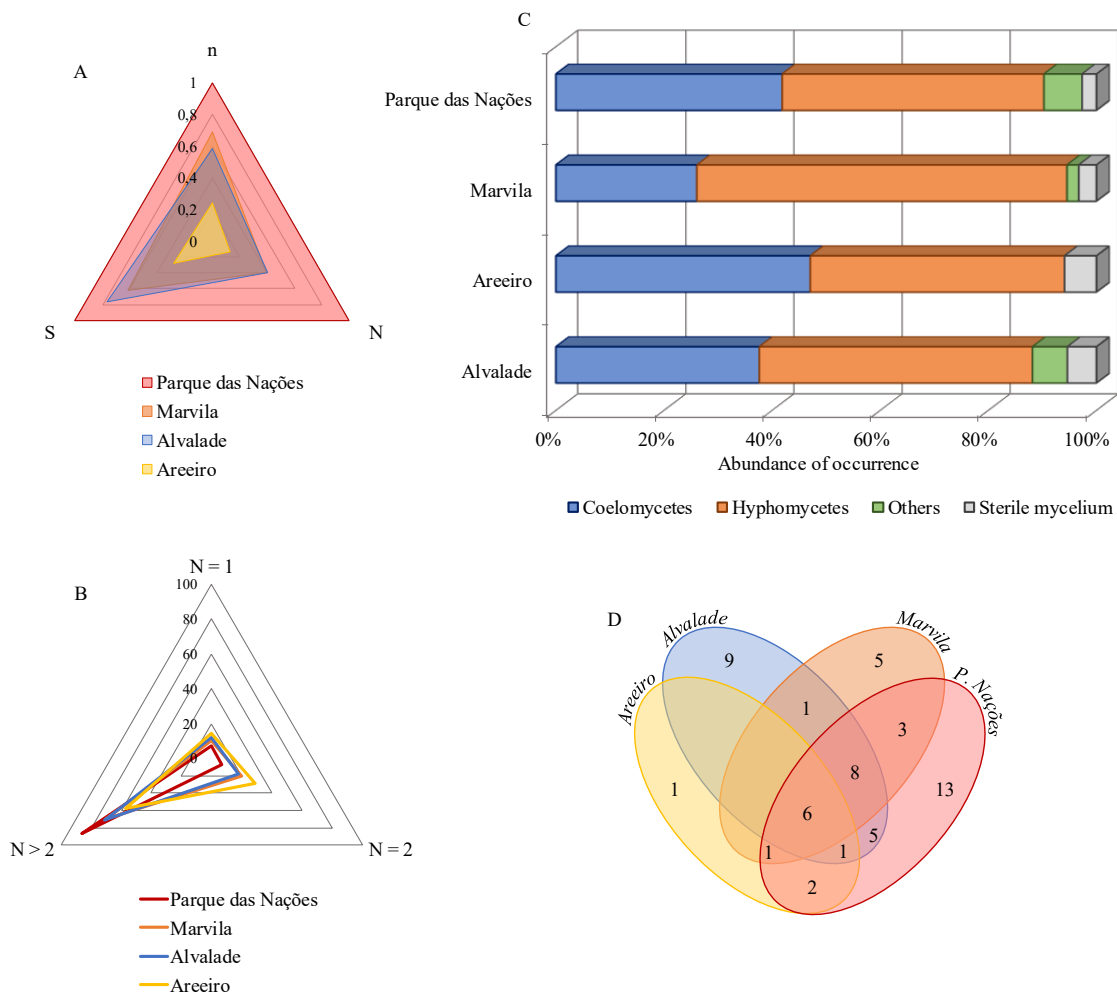 A
n
1
0,8
0,6
0,4
0,2
0
S
N
Parque das Nações
Marvila
Alvalade
Areeiro
B
N = 1
100
80
60
40
20
0
N > 2
N = 2
Parque das Nações
Marvila
Alvalade
Areeiro
C
Parque das Nações
Marvila
Areeiro
Alvalade
0% 20% 40% 60% 80% 100%
Abundance of occurrence
Coelomycetes Hyphomycetes Others Sterile mycelium
D
Alvalade
Marvila
Areeiro
P. Nações
9
5
1
3
8
1
6
13
5
1
1
2